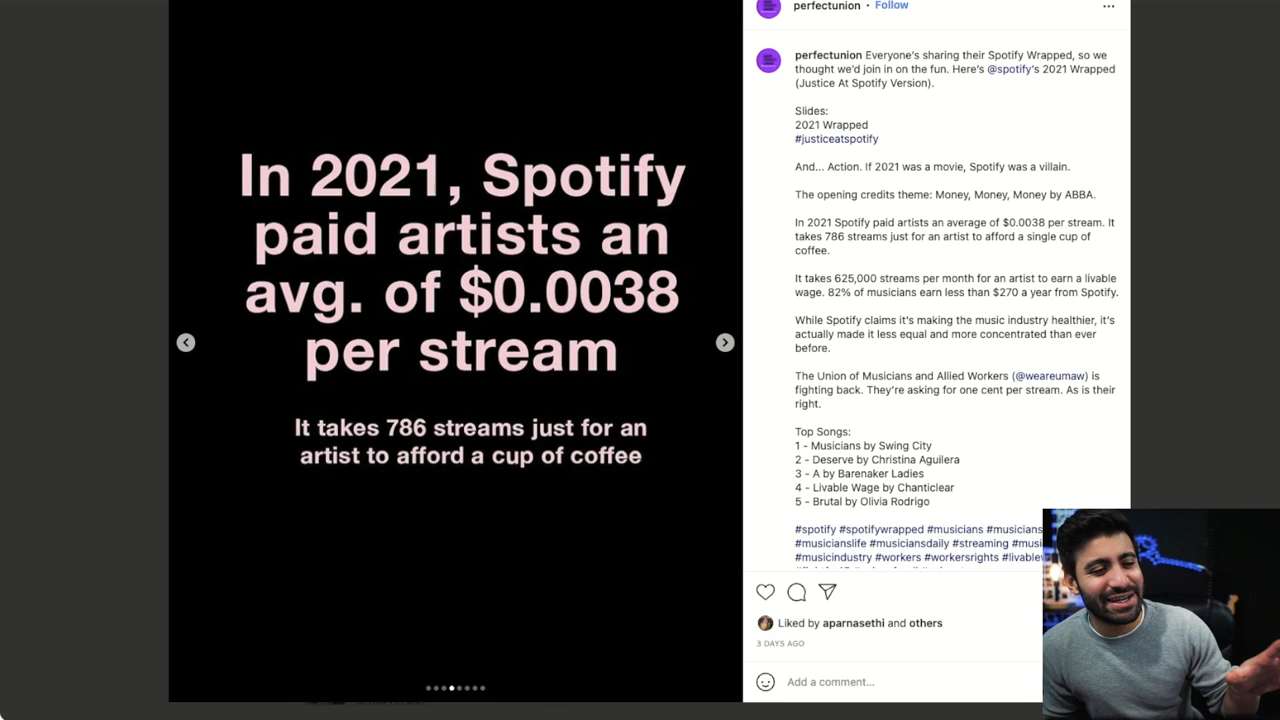 In 2021, Spotify
paid artists an
avg. of $0.0038
per stream
It takes 786 streams just for an
artist to afford a cup of coffee
perfectunion • Follow
perfectunion Everyone's sharing their Spotify Wrapped, so we
thought we'd join in on the fun. Here's @spotify's 2021 Wrapped
(Justice At Spotify Version).
Slides:
2021 Wrapped
#justiceatspotify
And... Action. If 2021 was a movie, Spotify was a villain.
The opening credits theme: Money, Money, Money by ABBA.
In 2021 Spotify paid artists an average of $0.0038 per stream. It
takes 786 streams just for an artist to afford a single cup of
coffee.
It takes 625,000 streams per month for an artist to earn a livable
wage. 82% of musicians earn less than $270 a year from Spotify.
While Spotify claims it's making the music industry healthier, it's
actually made it less equal and more concentrated than ever
before.
The Union of Musicians and Allied Workers (@weareumaw) is
fighting back. They're asking for one cent per stream. As is their
right.
Top Songs:
1 - Musicians by Swing City
2 - Deserve by Christina Aguilera
3 - A by Barenaker Ladies
4 - Livable Wage by Chanticlear
5 - Brutal by Olivia Rodrigo
#spotify #spotifywrapped #musicians #musicians
#musicianslife #musiciansdaily #streaming #musi
#musicindustry #workers #workersrights #livablew
Liked by aparnasethi and others
3 DAYS AGO
Add a comment...